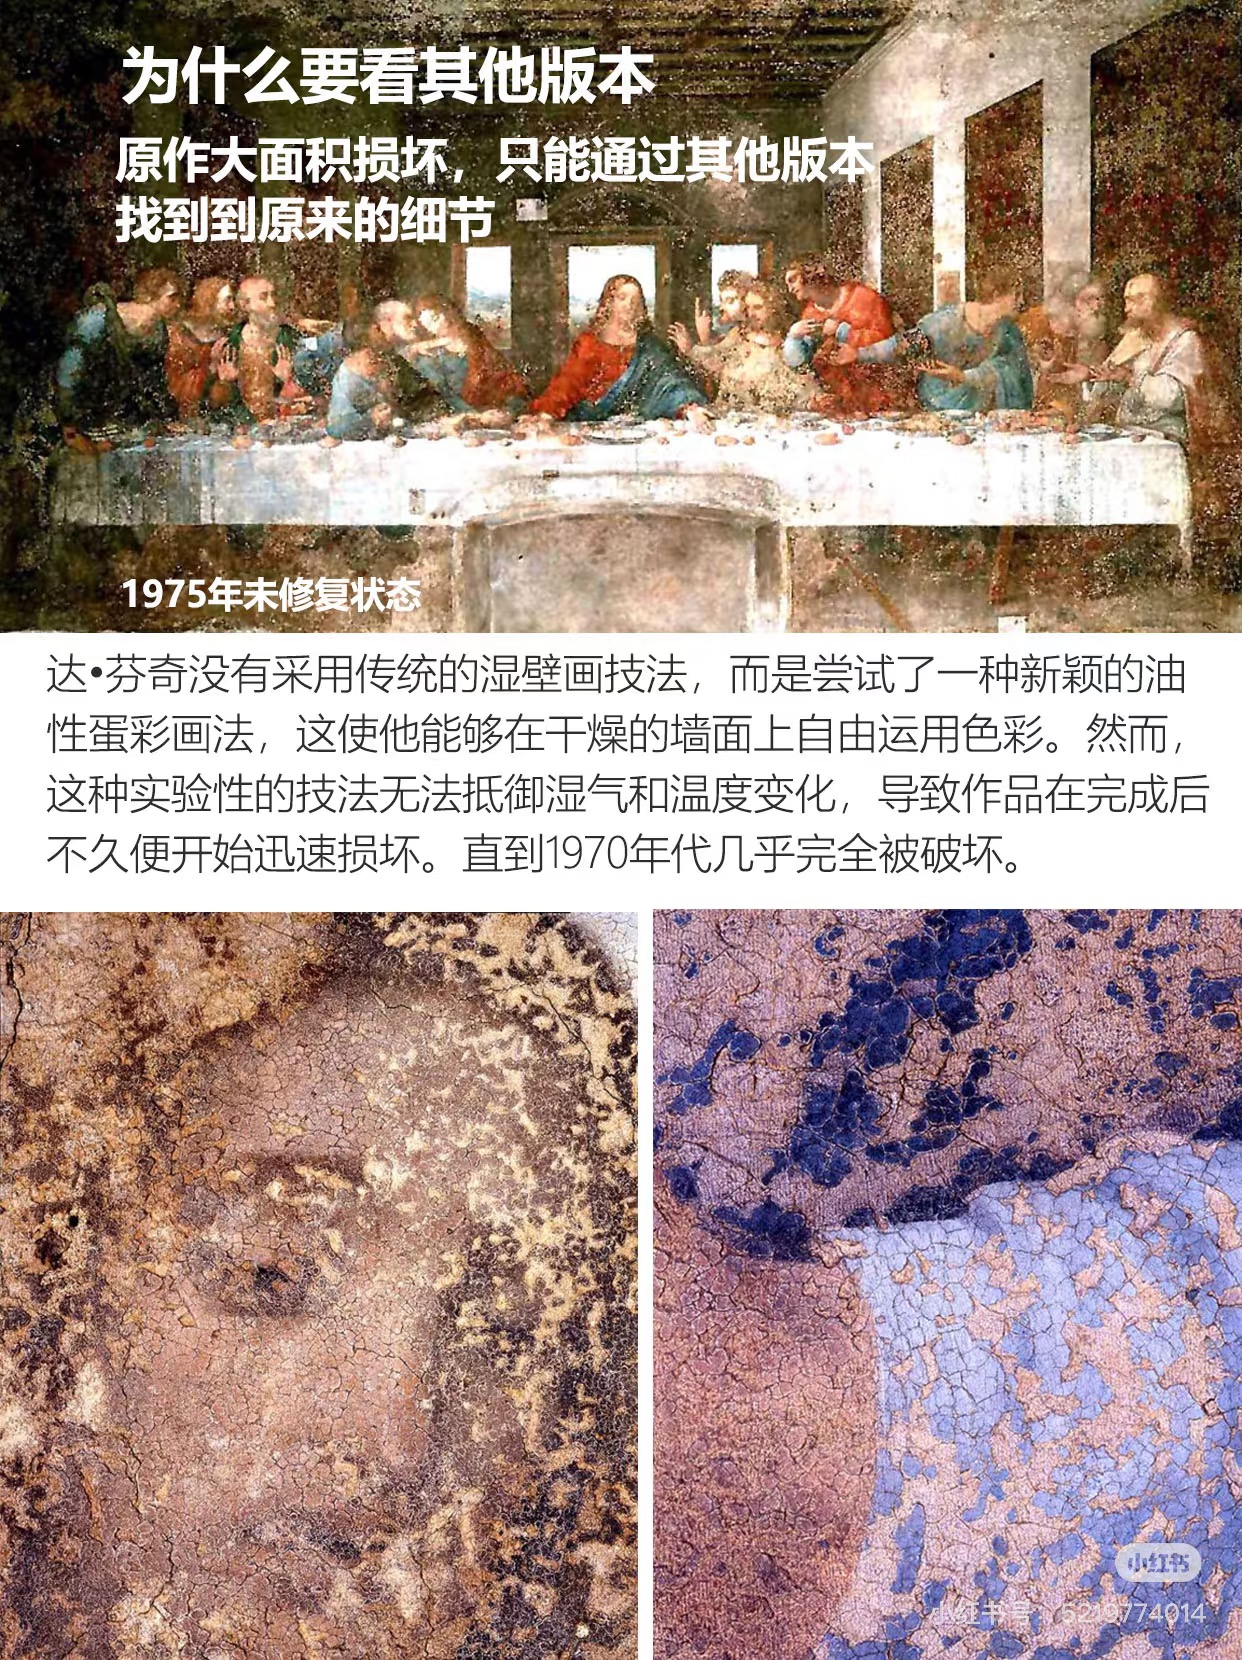 为什么要看其他版本
原作大面积损坏，只能通过其他版本
找到到原来的细节
1975年未修复状态
达•芬奇没有采用传统的湿壁画技法，而是尝试了一种新颖的油
性蛋彩画法，这使他能够在干燥的墙面上自由运用色彩。然而，
这种实验性的技法无法抵御湿气和温度变化，导致作品在完成后
不久便开始迅速损坏。直到1970年代几乎完全被破坏。
小红书
小红书号：5219774014